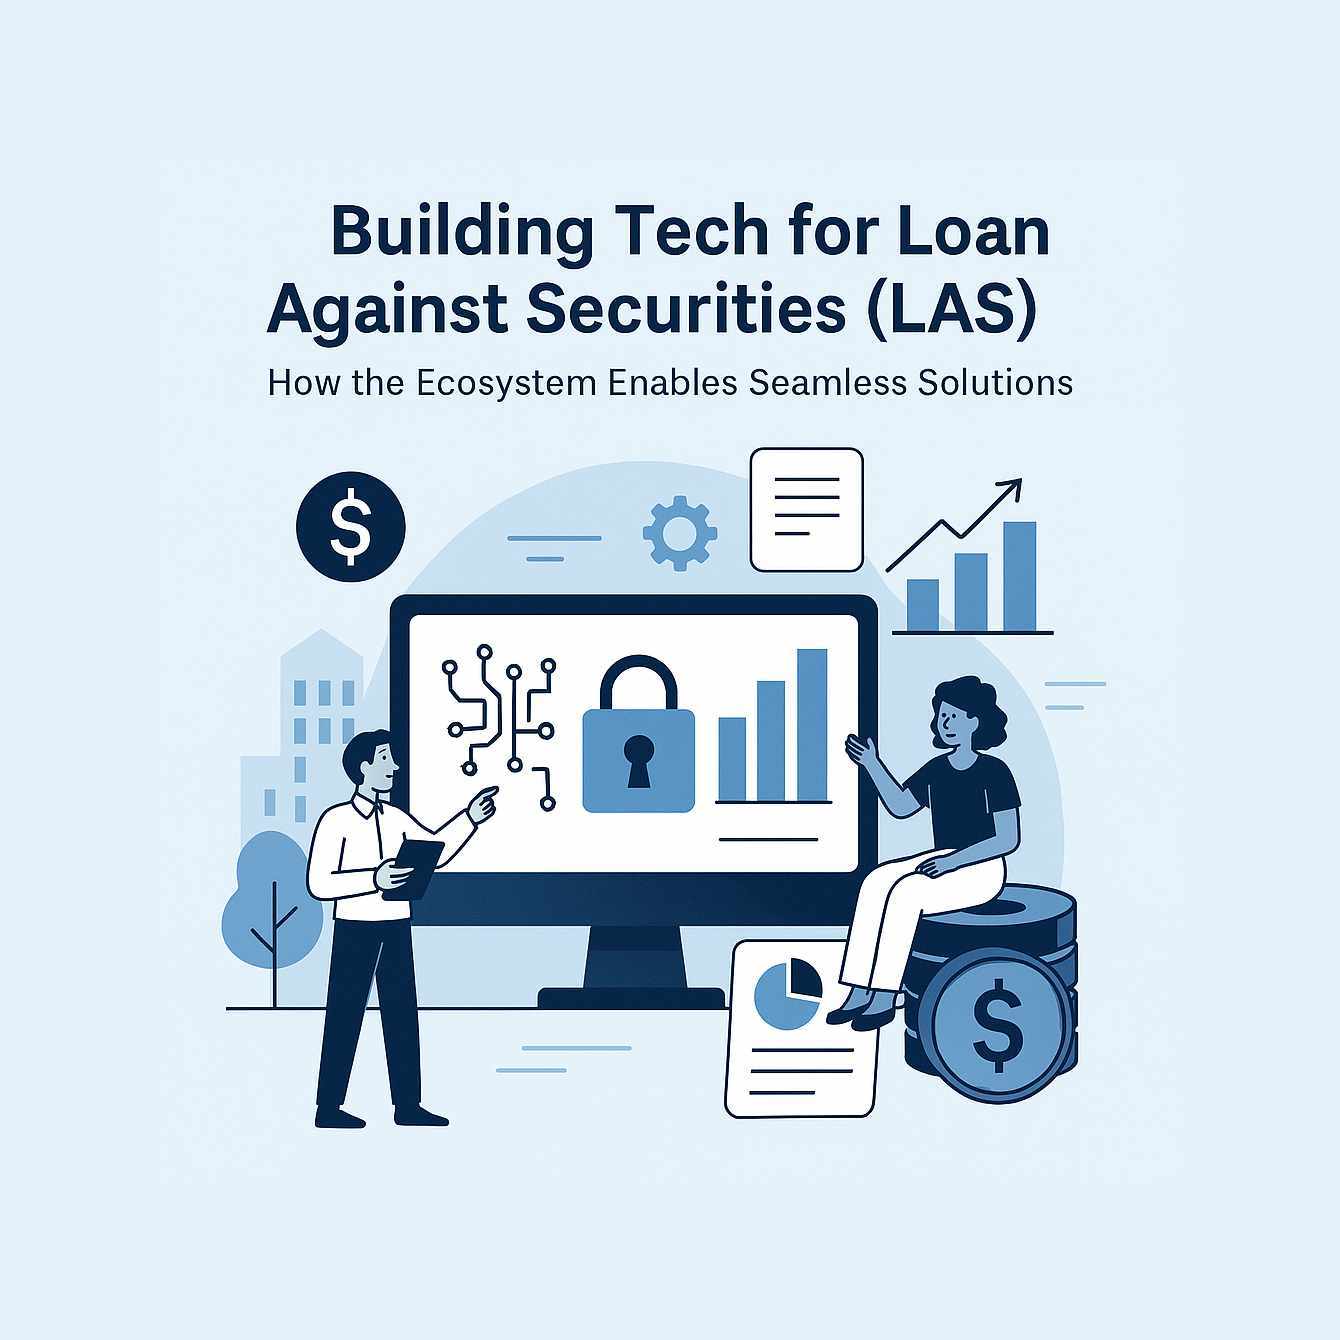 Building Tech for Loan
Against Securities (LAS)
How the Ecosystem Enables Seamless Solutions
$
$